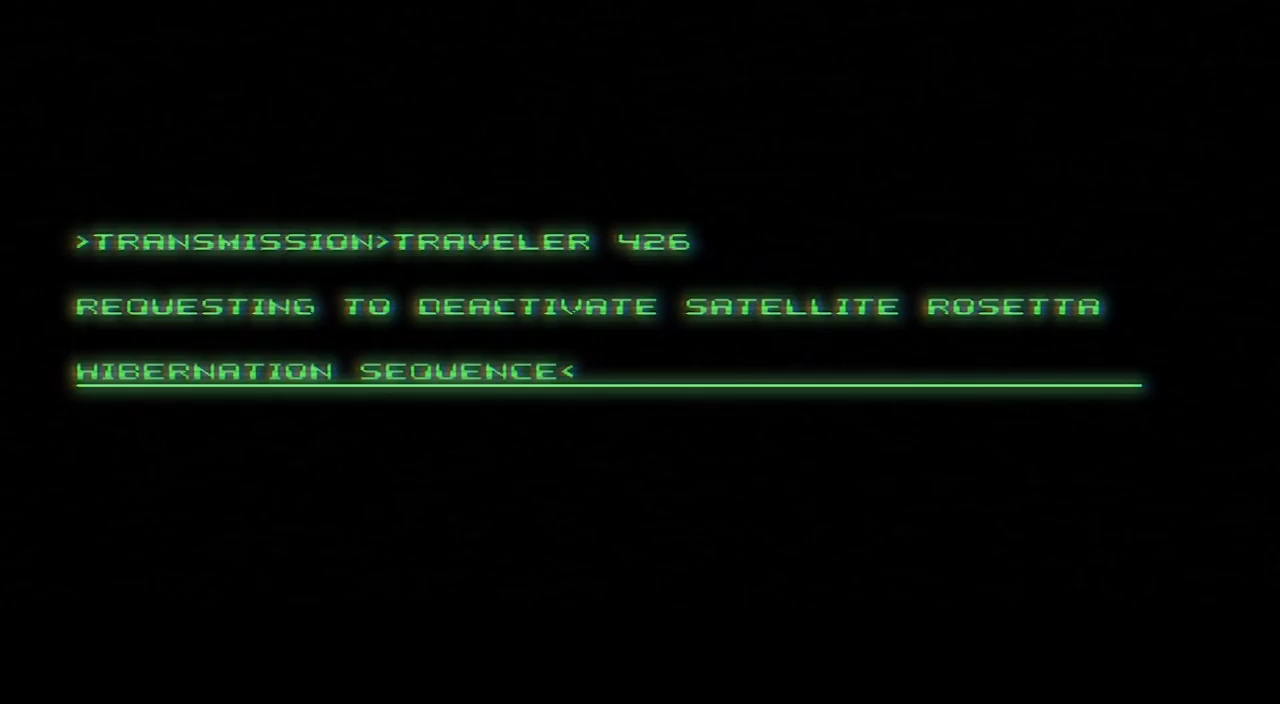 >TRANSMISSION>TRAVELER 426
REQUESTING TO DEACTIVATE SATELLITE ROSETTA
HIBERNATION SEQUENCE<